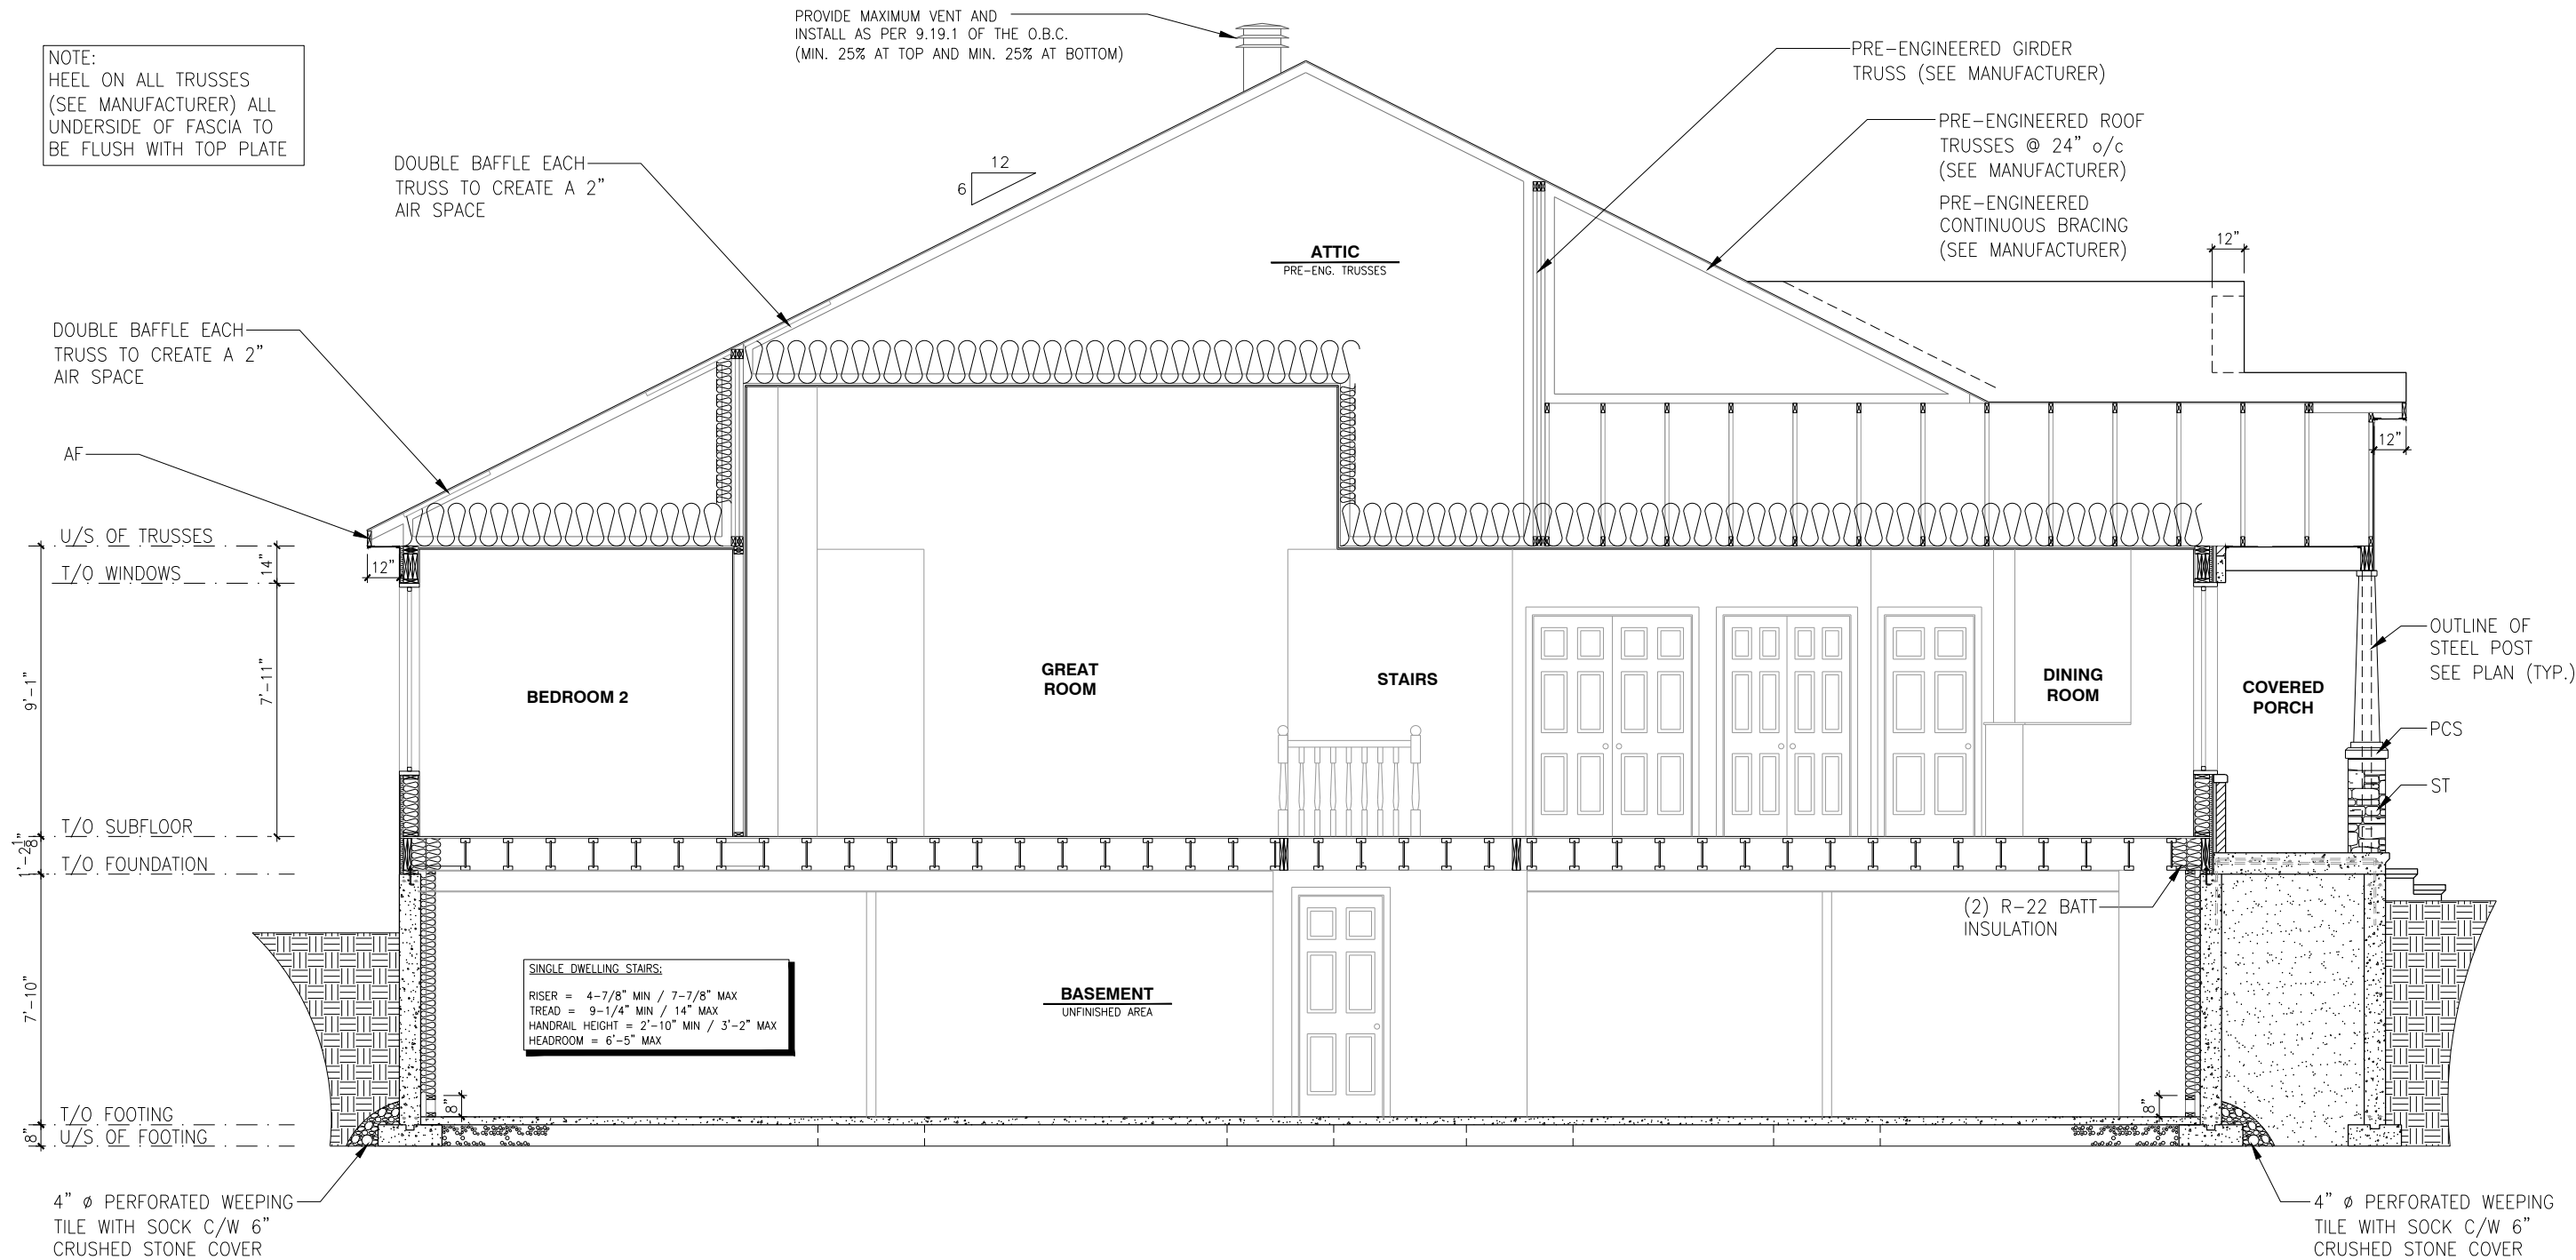 NOTE:
HEEL ON ALL TRUSSES
(SEE MANUFACTURER) ALL
UNDERSIDE OF FASCIA TO
BE FLUSH WITH TOP PLATE
PROVIDE MAXIMUM VENT AND
INSTALL AS PER 9.19.1 OF THE O.B.C.
(MIN. 25% AT TOP AND MIN. 25% AT BOTTOM)
PRE-ENGINEERED GIRDER
TRUSS (SEE MANUFACTURER)
PRE-ENGINEERED ROOF
TRUSSES @ 24" o/c
(SEE MANUFACTURER)
PRE-ENGINEERED
CONTINUOUS BRACING
(SEE MANUFACTURER)
DOUBLE BAFFLE EACH
TRUSS TO CREATE A 2"
AIR SPACE
12
6
12"
ATTIC
PRE-ENG. TRUSSES
DOUBLE BAFFLE EACH
TRUSS TO CREATE A 2"
AIR SPACE
AF
12"
U/S OF TRUSSES
14"
12"
T/O WINDOWS
9'-1"
7'-11"
BEDROOM 2
GREAT
ROOM
STAIRS
DINING
ROOM
COVERED
PORCH
OUTLINE OF
STEEL POST
SEE PLAN (TYP.)
PCS
ST
T/O SUBFLOOR
1'-2 1/8"
T/O FOUNDATION
(2) R-22 BATT
INSULATION
7'-10"
SINGLE DWELLING STAIRS:
RISER = 4-7/8" MIN / 7-7/8" MAX
TREAD = 9-1/4" MIN / 14" MAX
HANDRAIL HEIGHT = 2'-10" MIN / 3'-2" MAX
HEADROOM = 6'-5" MAX
BASEMENT
UNFINISHED AREA
8"
8"
T/O FOOTING
8"
U/S OF FOOTING
4" ø PERFORATED WEEPING
TILE WITH SOCK C/W 6"
CRUSHED STONE COVER
4" ø PERFORATED WEEPING
TILE WITH SOCK C/W 6"
CRUSHED STONE COVER